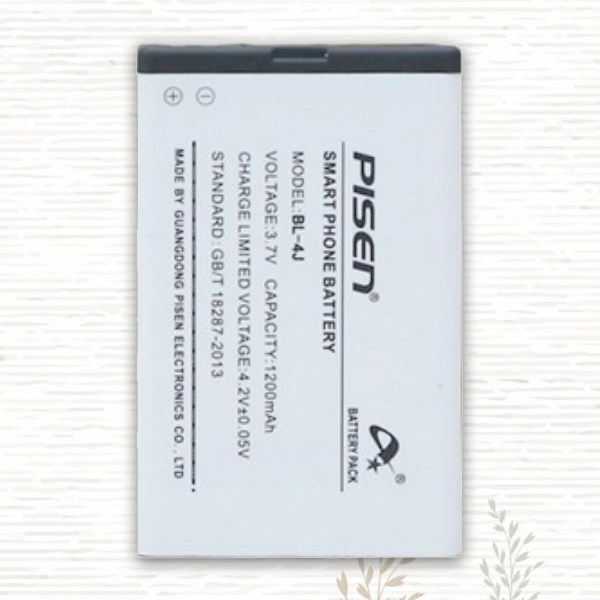 PISEN®
BATTERY PACK
SMART PHONE BATTERY
MODEL:BL-4J
VOLTAGE:3.7V CAPACITY:1200mAh
CHARGE LIMITED VOLTAGE:4.2V±0.05V
STANDARD:GB/T 18287-2013
MADE BY GUANGDONG PISEN ELECTRONICS CO., LTD